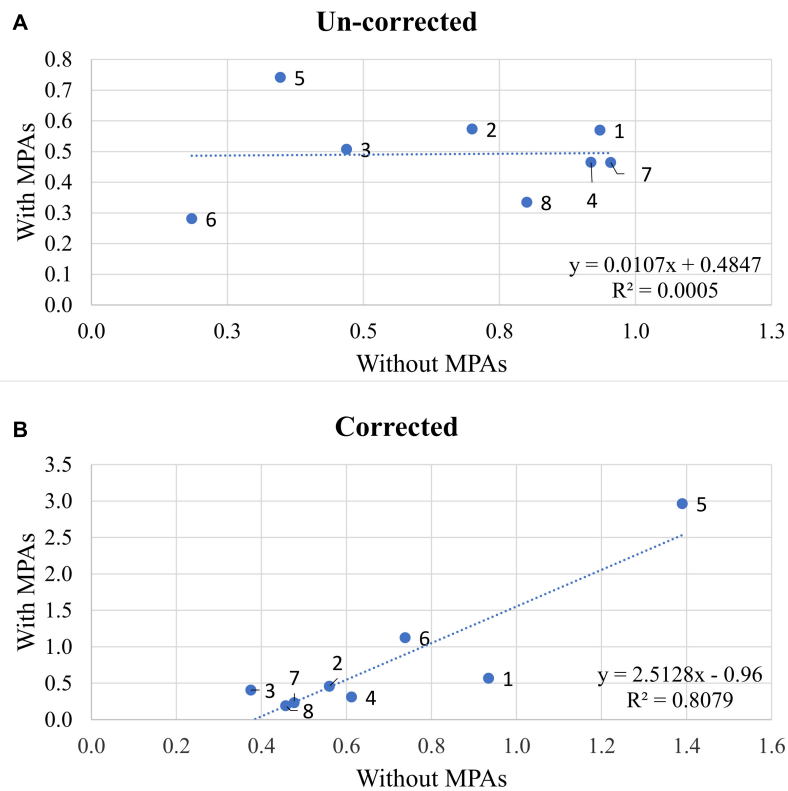 A
Un-corrected
With MPAs
0.8
0.7
0.6
0.5
0.4
0.3
0.2
0.1
0.0
5
2
1
3
7
4
8
6
y = 0.0107x + 0.4847
R² = 0.0005
0.0 0.3 0.5 0.8 1.0 1.3
Without MPAs
B
Corrected
With MPAs
3.5
3.0
2.5
2.0
1.5
1.0
0.5
0.0
5
6
2
7
3
1
4
8
y = 2.5128x - 0.96
R² = 0.8079
0.0 0.2 0.4 0.6 0.8 1.0 1.2 1.4 1.6
Without MPAs